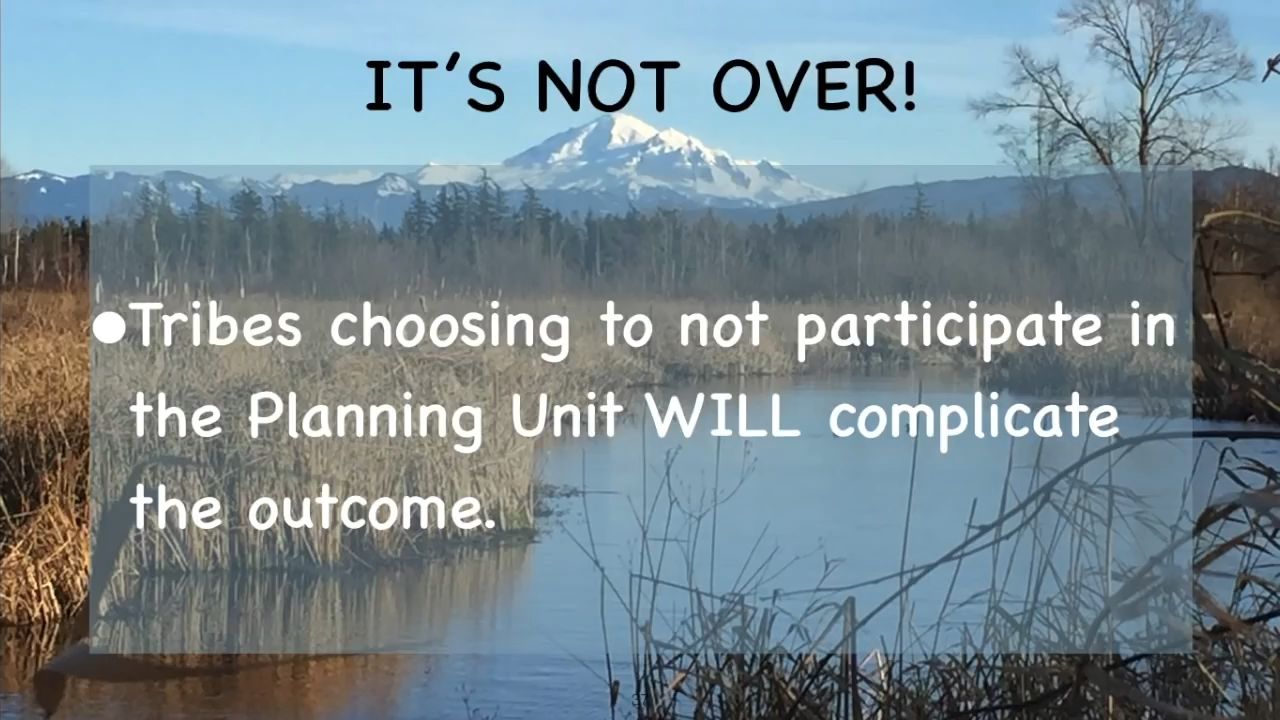 IT'S NOT OVER!
●Tribes choosing to not participate in
the Planning Unit WILL complicate
the outcome.